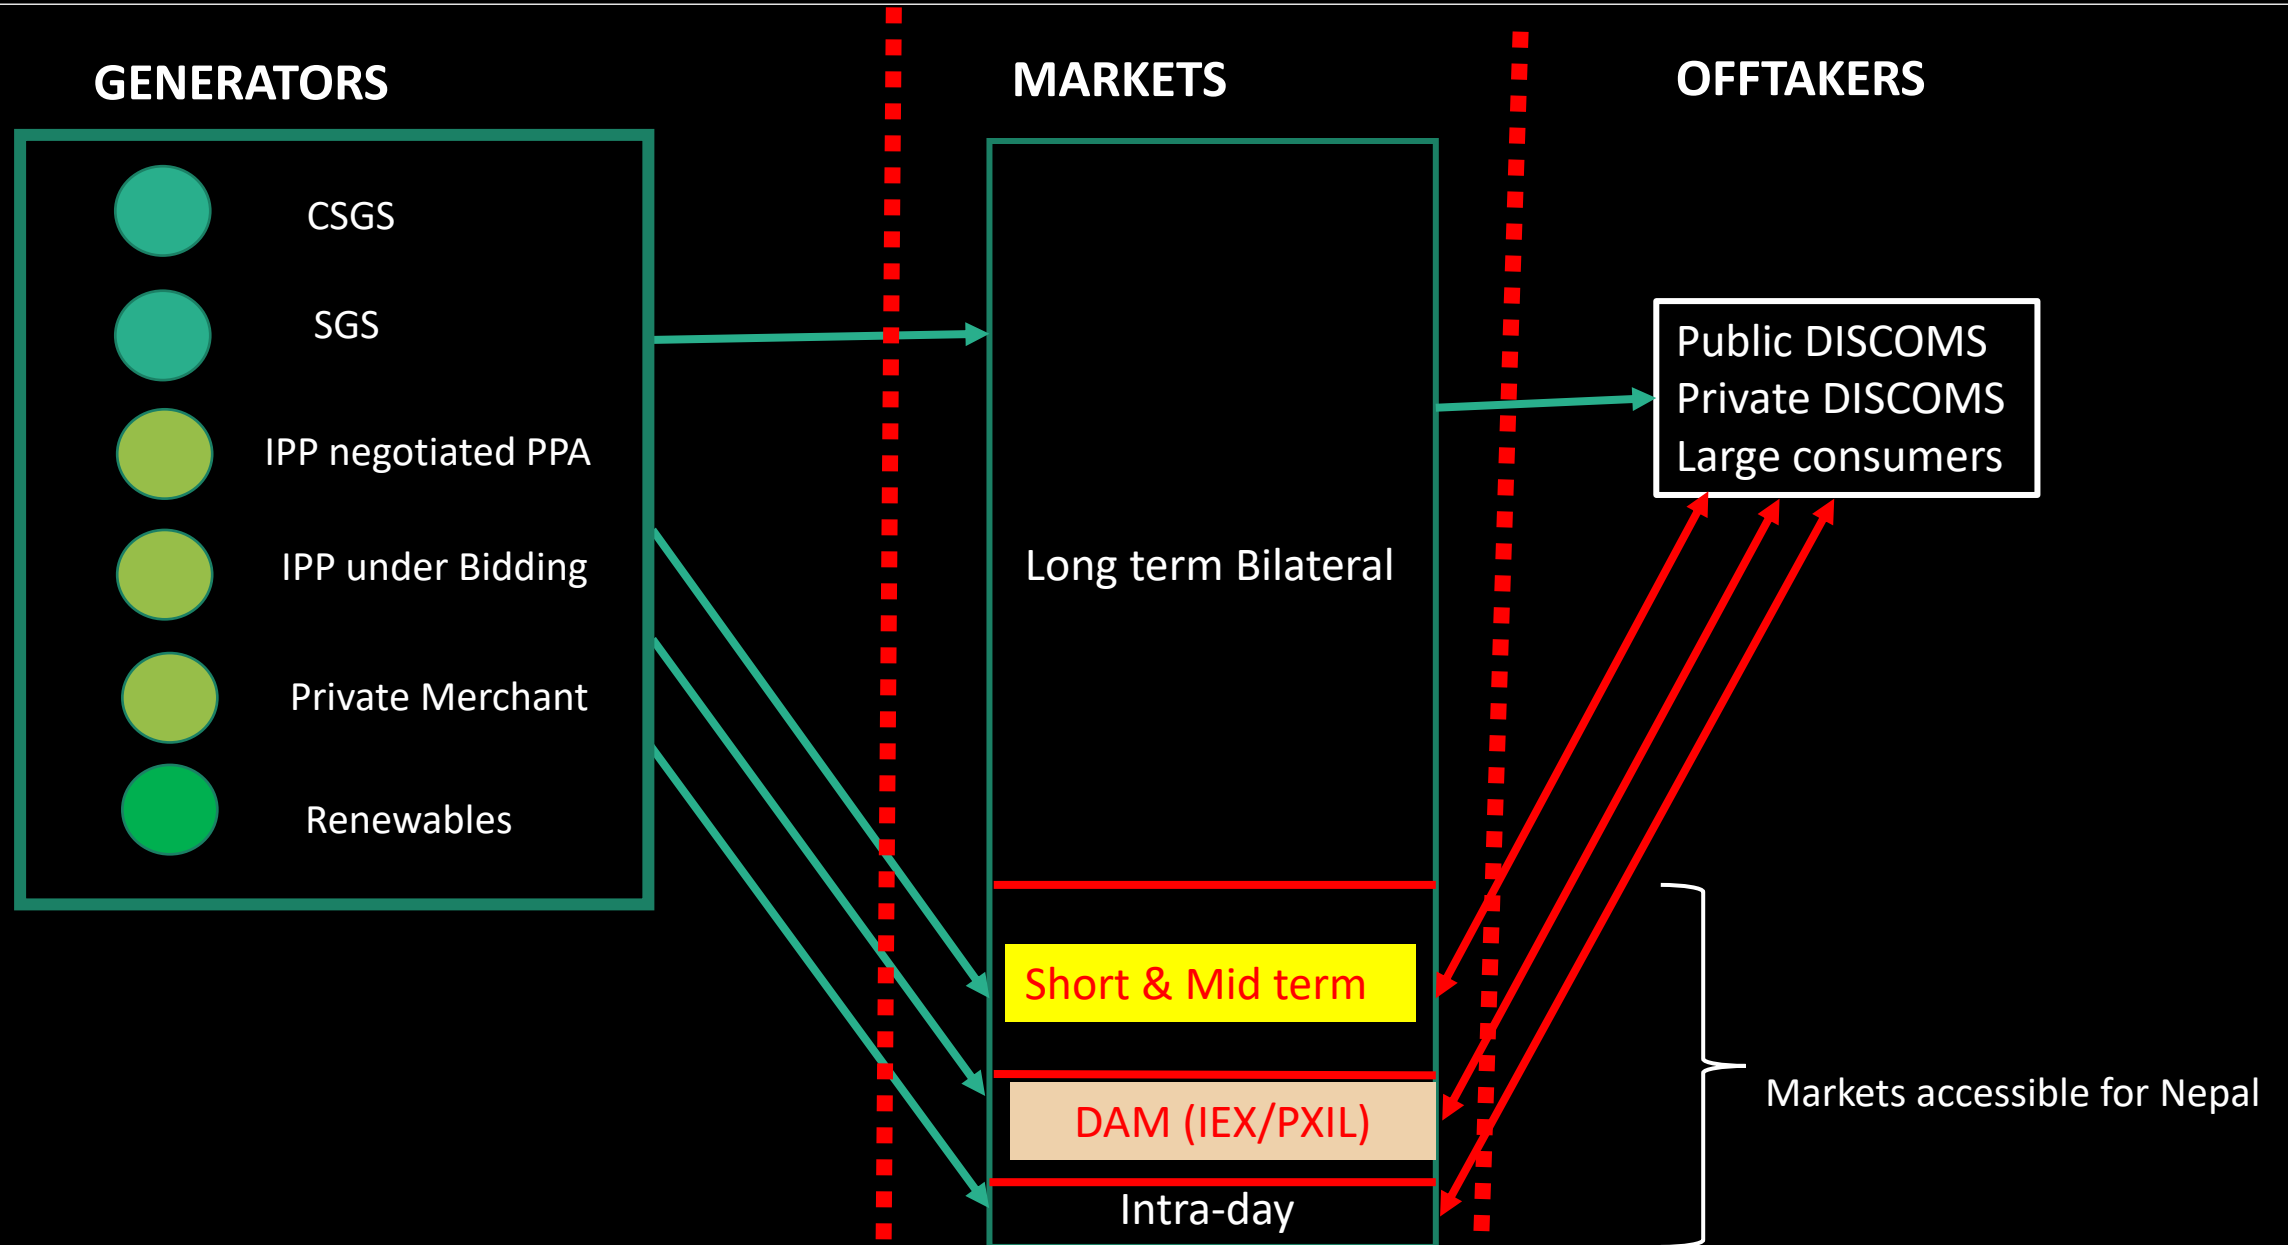 GENERATORS
CSGS
SGS
IPP negotiated PPA
IPP under Bidding
Private Merchant
Renewables
MARKETS
Long term Bilateral
Short & Mid term
DAM (IEX/PXIL)
Intra-day
OFFTAKERS
Public DISCOMS
Private DISCOMS
Large consumers
Markets accessible for Nepal